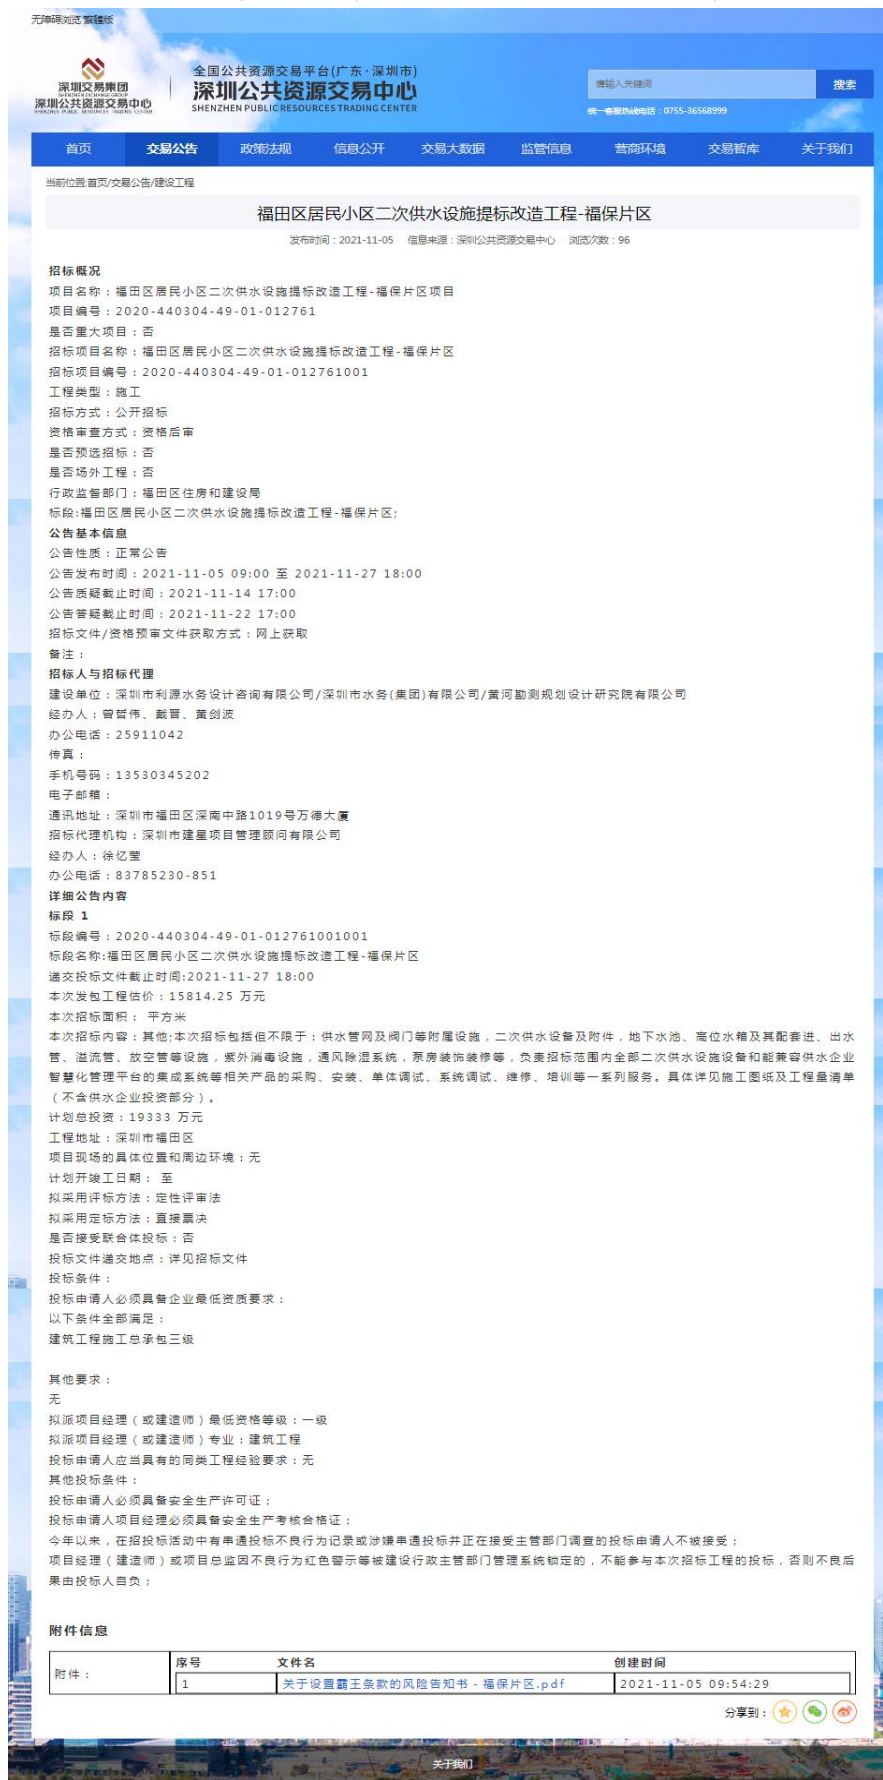 无障碍浏览 繁體版
深圳交易集团
SHENZHEN EXCHANGE GROUP
深圳公共资源交易中心
SHENZHEN PUBLIC RESOURCES TRADING CENTER
全国公共资源交易平台(广东·深圳市)
深圳公共资源交易中心
SHENZHEN PUBLIC RESOURCES TRADING CENTER
请输入关键词 搜索
统一客服热线电话：0755-36568999
首页 交易公告 政策法规 信息公开 交易大数据 监管信息 营商环境 交易智库 关于我们
当前位置:首页/交易公告/建设工程
福田区居民小区二次供水设施提标改造工程-福保片区
发布时间：2021-11-05 信息来源：深圳公共资源交易中心 浏览次数：96
招标概况
项目名称：福田区居民小区二次供水设施提标改造工程-福保片区项目
项目编号：2020-440304-49-01-012761
是否重大项目：否
招标项目名称：福田区居民小区二次供水设施提标改造工程-福保片区
招标项目编号：2020-440304-49-01-012761001
工程类型：施工
招标方式：公开招标
资格审查方式：资格后审
是否预选招标：否
是否场外工程：否
行政监督部门：福田区住房和建设局
标段:福田区居民小区二次供水设施提标改造工程-福保片区;
公告基本信息
公告性质：正常公告
公告发布时间：2021-11-05 09:00 至 2021-11-27 18:00
公告质疑截止时间：2021-11-14 17:00
公告答疑截止时间：2021-11-22 17:00
招标文件/资格预审文件获取方式：网上获取
备注：
招标人与招标代理
建设单位：深圳市利源水务设计咨询有限公司/深圳市水务(集团)有限公司/黄河勘测规划设计研究院有限公司
经办人：曾哲伟、戴晋、黄剑波
办公电话：25911042
传真：
手机号码：13530345202
电子邮箱：
通讯地址：深圳市福田区深南中路1019号万德大厦
招标代理机构：深圳市建星项目管理顾问有限公司
经办人：徐忆莹
办公电话：83785230-851
详细公告内容
标段 1
标段编号：2020-440304-49-01-012761001001
标段名称:福田区居民小区二次供水设施提标改造工程-福保片区
递交投标文件截止时间:2021-11-27 18:00
本次发包工程估价：15814.25 万元
本次招标面积： 平方米
本次招标内容：其他;本次招标包括但不限于：供水管网及阀门等附属设施，二次供水设备及附件，地下水池、高位水箱及其配套进、出水
管、溢流管、放空管等设施，紫外消毒设施，通风除湿系统，泵房装饰装修等，负责招标范围内全部二次供水设施设备和能兼容供水企业
智慧化管理平台的集成系统等相关产品的采购、安装、单体调试、系统调试、维修、培训等一系列服务。具体详见施工图纸及工程量清单
（不含供水企业投资部分）。
计划总投资：19333 万元
工程地址：深圳市福田区
项目现场的具体位置和周边环境：无
计划开竣工日期： 至
拟采用评标方法：定性评审法
拟采用定标方法：直接票决
是否接受联合体投标：否
投标文件递交地点：详见招标文件
投标条件：
投标申请人必须具备企业最低资质要求：
以下条件全部满足：
建筑工程施工总承包三级
其他要求：
无
拟派项目经理（或建造师）最低资格等级：一级
拟派项目经理（或建造师）专业：建筑工程
投标申请人应当具有的同类工程经验要求：无
其他投标条件：
投标申请人必须具备安全生产许可证；
投标申请人项目经理必须具备安全生产考核合格证；
今年以来，在招投标活动中有串通投标不良行为记录或涉嫌串通投标并正在接受主管部门调查的投标申请人不被接受；
项目经理（建造师）或项目总监因不良行为红色警示等被建设行政主管部门管理系统锁定的，不能参与本次招标工程的投标，否则不良后
果由投标人自负；
附件信息
附件：
序号 文件名 创建时间
1 关于设置霸王条款的风险告知书 - 福保片区.pdf 2021-11-05 09:54:29
分享到：
关于我们